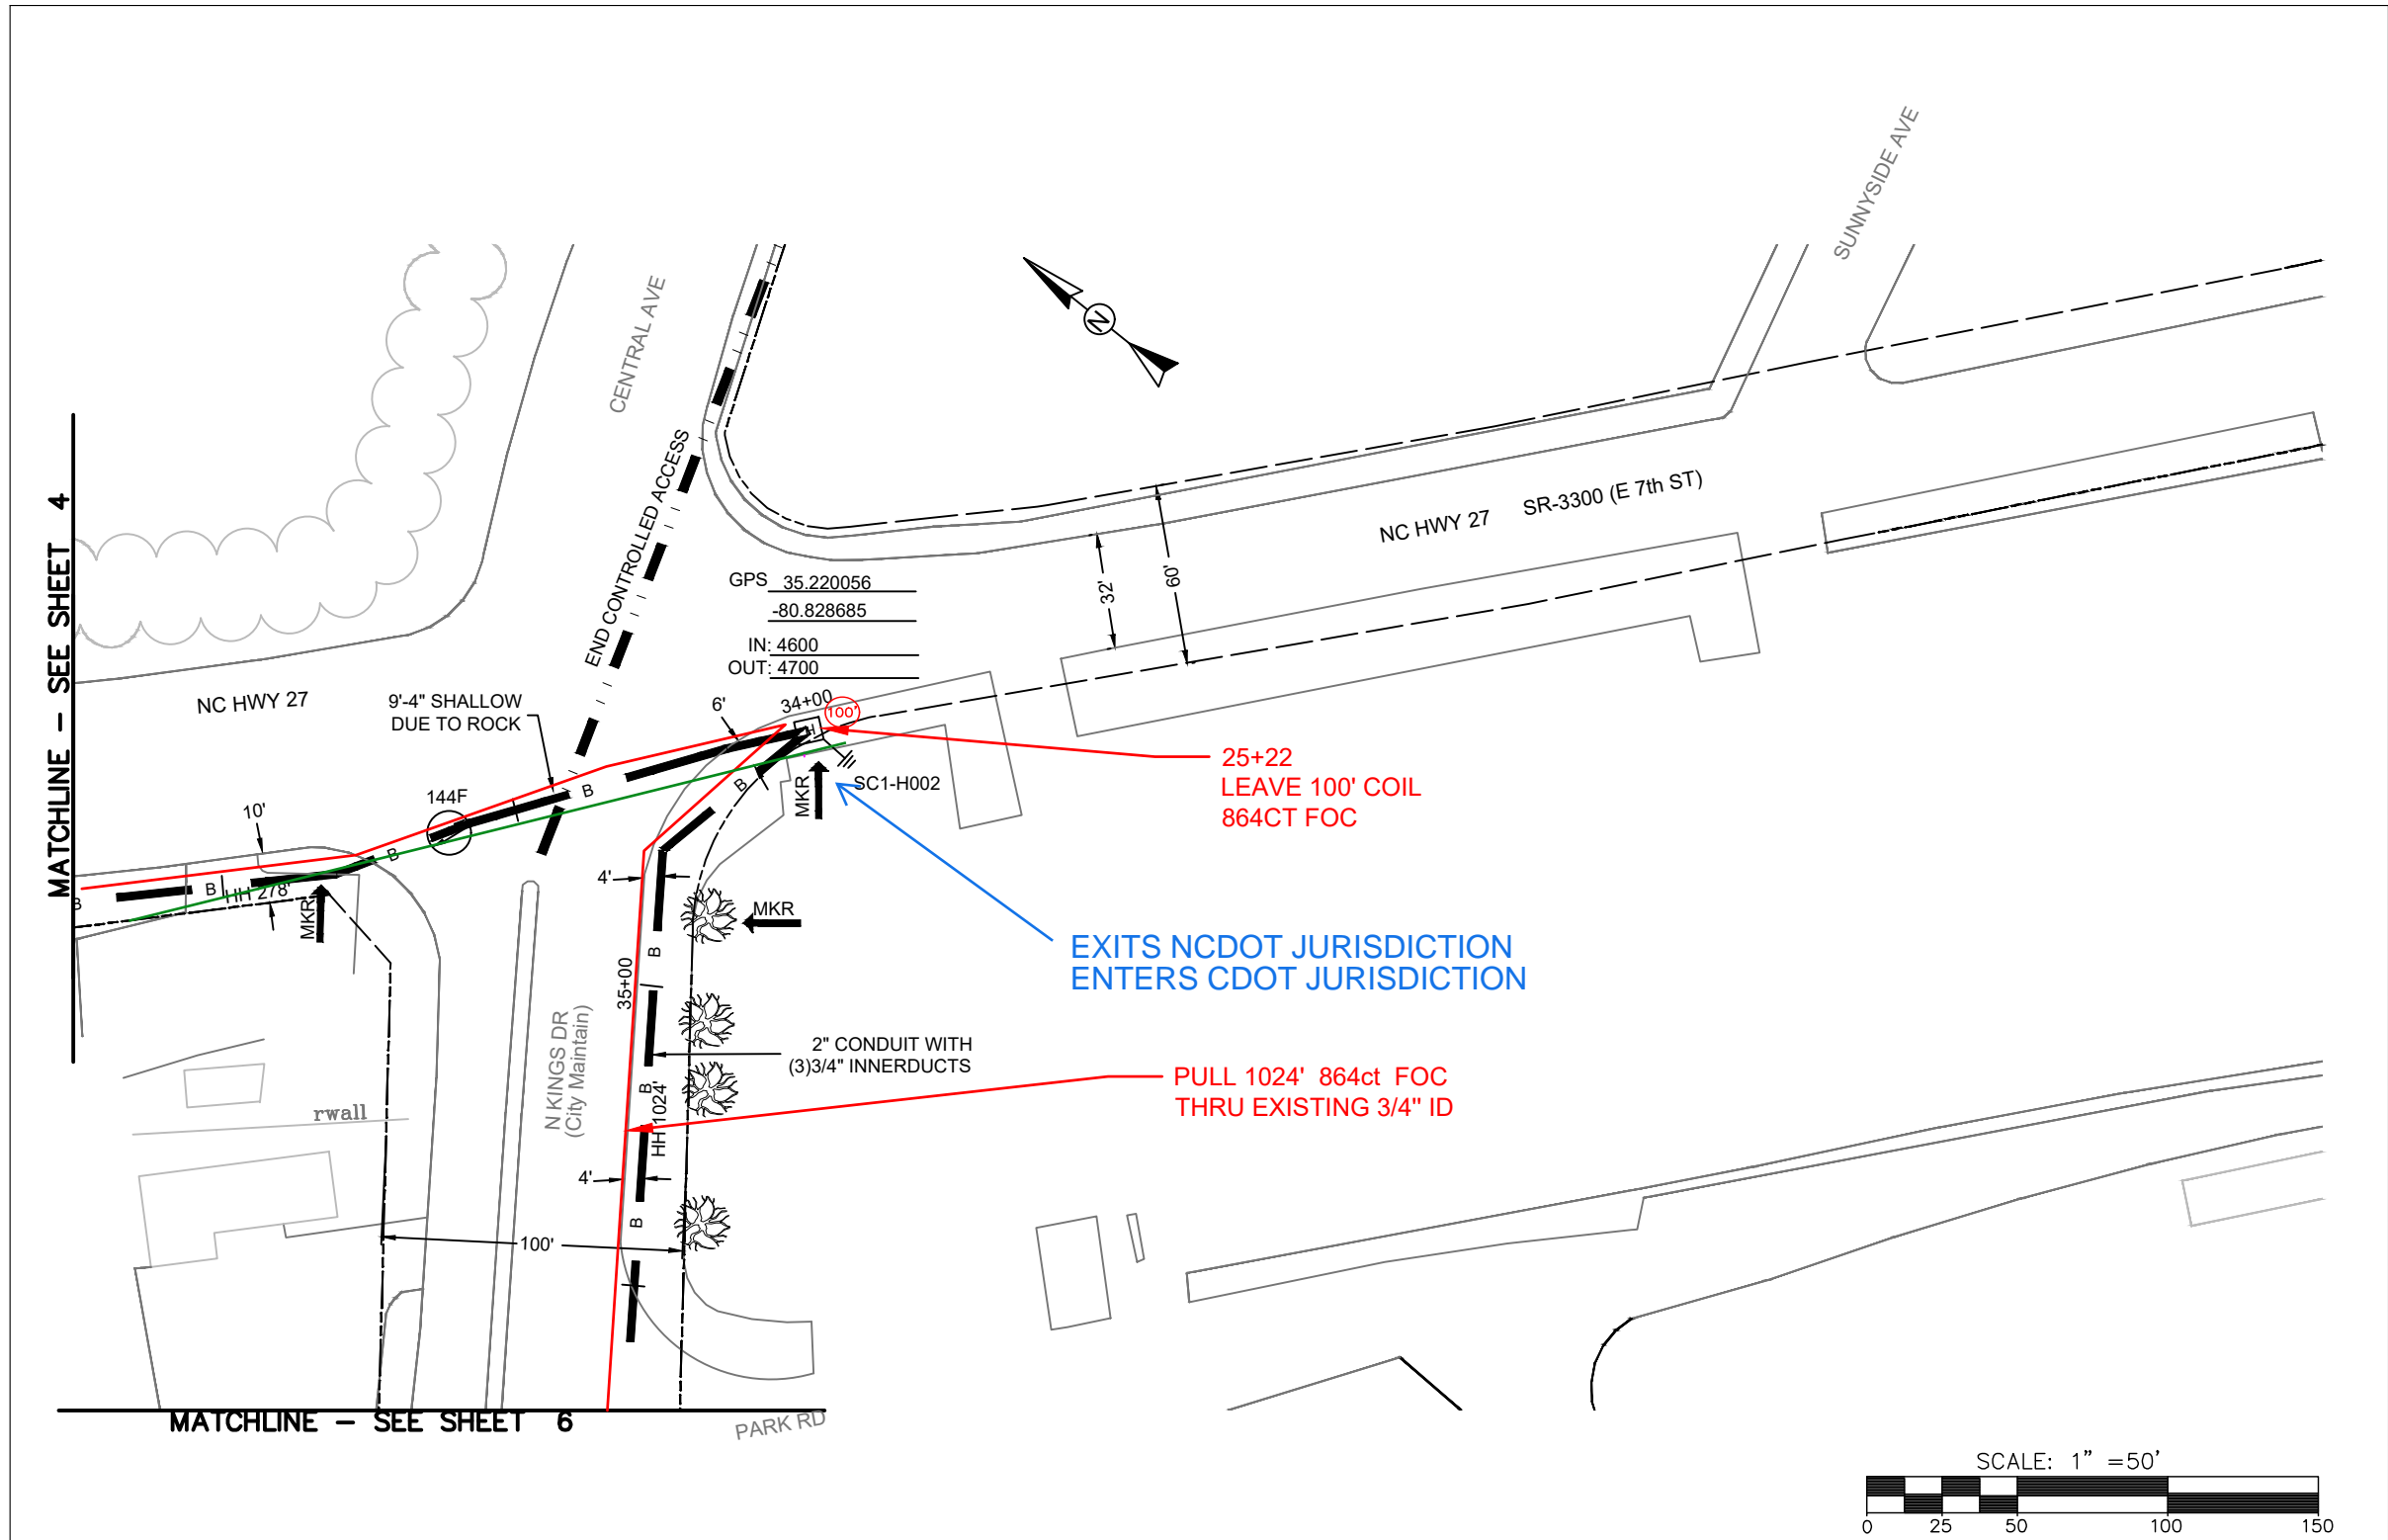 SUNNYSIDE AVE
CENTRAL AVE
N
END CONTROLLED ACCESS
MATCHLINE - SEE SHEET 4
NC HWY 27 SR-3300 (E 7th ST)
32'
60'
GPS 35.220056
-80.828685
IN: 4600
OUT: 4700
NC HWY 27
9'-4" SHALLOW
DUE TO ROCK
6'
34+00
100'
H
25+22
LEAVE 100' COIL
864CT FOC
144F
B
B
MKR
SC1-H002
10'
B
B
B
HH 278'
MKR
4'
MKR
EXITS NCDOT JURISDICTION
ENTERS CDOT JURISDICTION
B
35+00
N KINGS DR
(City Maintain)
2" CONDUIT WITH
(3)3/4" INNERDUCTS
B
HH 1024'
PULL 1024' 864ct FOC
THRU EXISTING 3/4" ID
rwall
4'
B
100'
MATCHLINE - SEE SHEET 6
PARK RD
SCALE: 1" =50'
0 25 50 100 150